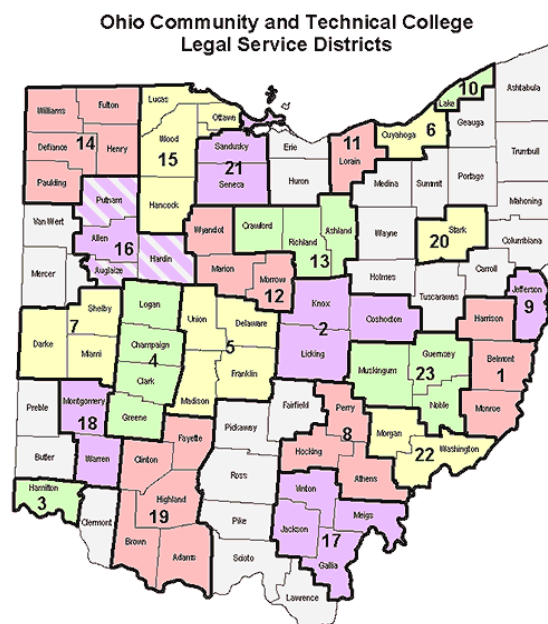 Ohio Community and Technical College
Legal Service Districts
10
Lake
Ashtabula
Williams
Fulton
Lucas
Ottawa
Geauga
Cuyahoga
6
Trumbull
Defiance
14
Henry
Wood
15
Sandusky
21
Seneca
Erie
Huron
11
Lorain
Medina
Summit
Portage
Mahoning
Paulding
Putnam
Hancock
Van Wert
Allen
16
Hardin
Auglaize
Wyandot
Crawford
Richland
Ashland
13
Wayne
20
Stark
Columbiana
Mercer
Marion
Morrow
12
Holmes
Carroll
Tuscarawas
Jefferson
9
Harrison
Logan
Shelby
7
Darke
Miami
Champaign
4
Clark
Greene
Union
Delaware
5
Franklin
Madison
Knox
2
Licking
Coshocton
Guernsey
Muskingum
23
Noble
Belmont
1
Monroe
Preble
Montgomery
18
Warren
Butler
Fairfield
Pickaway
Perry
8
Hocking
Athens
Morgan
Washington
22
Fayette
Clinton
Highland
19
Brown
Adams
Ross
Pike
Scioto
Vinton
Jackson
Meigs
17
Gallia
Lawrence
Hamilton
3
Clermont